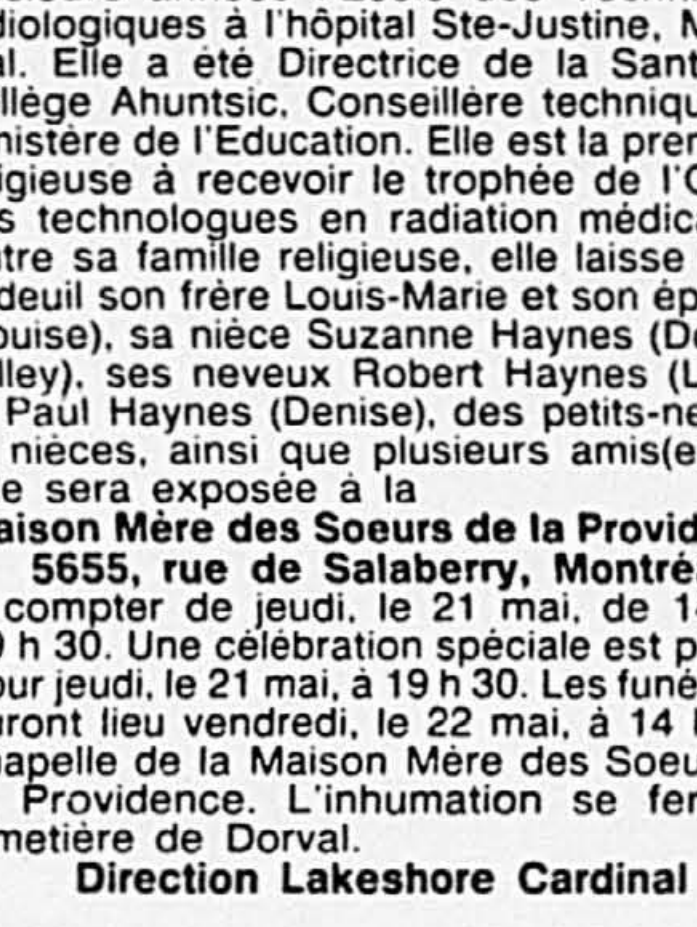 diologiques à l'hôpital Ste-Justine, M
al. Elle a été Directrice de la Sant
llège Ahuntsic, Conseillère techniqu
nistère de l'Education. Elle est la prem
igieuse à recevoir le trophée de l'O
s technologues en radiation médica
tre sa famille religieuse, elle laisse
deuil son frère Louis-Marie et son ép
ouise), sa nièce Suzanne Haynes (De
lley), ses neveux Robert Haynes (L
Paul Haynes (Denise), des petits-ne
nièces, ainsi que plusieurs amis(e
e sera exposée à la
aison Mère des Soeurs de la Provid
5655, rue de Salaberry, Montré
compter de jeudi, le 21 mai, de 1
h 30. Une célébration spéciale est p
our jeudi, le 21 mai, à 19 h 30. Les funé
uront lieu vendredi, le 22 mai, à 14
hapelle de la Maison Mère des Soeu
Providence. L'inhumation se fer
metière de Dorval.
Direction Lakeshore Cardinal